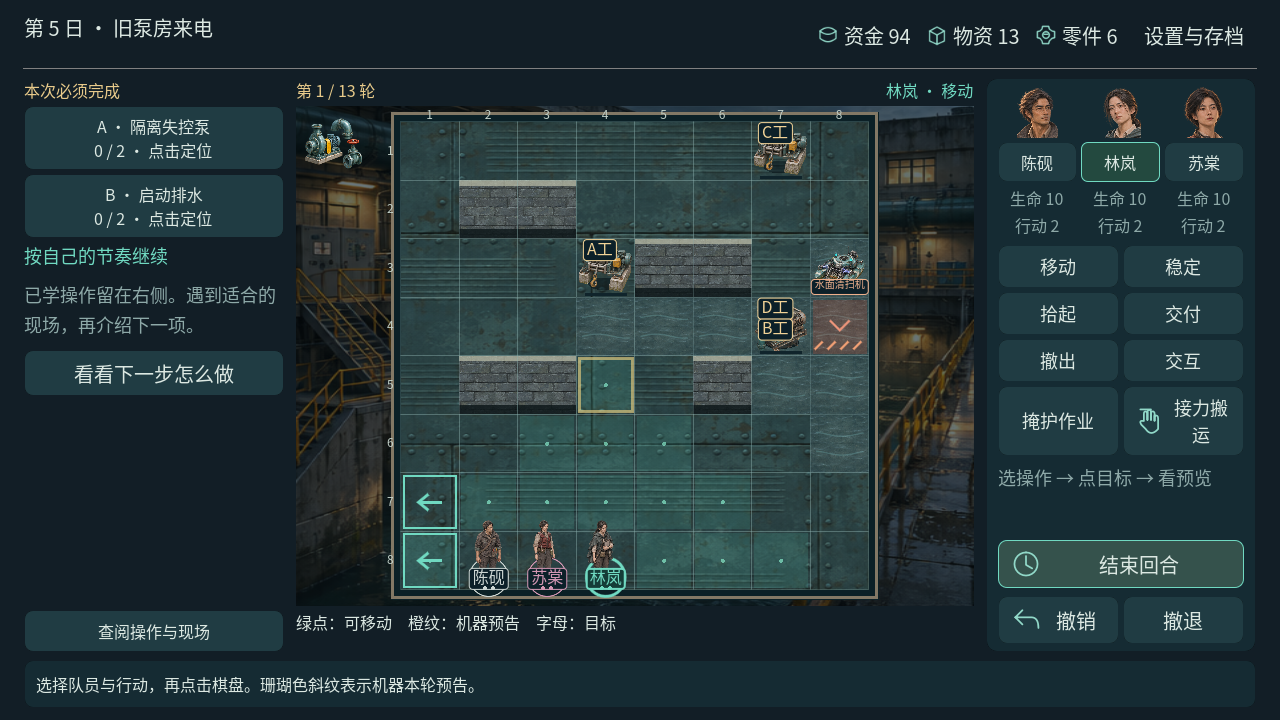 第 5 日 · 旧泵房来电
资金 94
物资 13
零件 6
设置与存档
本次必须完成
A · 隔离失控泵
0 / 2 · 点击定位
B · 启动排水
0 / 2 · 点击定位
按自己的节奏继续
已学操作留在右侧。遇到适合的
现场，再介绍下一项。
看看下一步怎么做
查阅操作与现场
第 1 / 13 轮
林岚 · 移动
1 2 3 4 5 6 7 8
1
2
3
4
5
6
7
8
C工
A工
水面清扫机
D工
B工
陈砚
苏棠
林岚
绿点：可移动 橙纹：机器预告 字母：目标
陈砚
林岚
苏棠
生命 10
生命 10
生命 10
行动 2
行动 2
行动 2
移动
稳定
拾起
交付
撤出
交互
掩护作业
接力搬
运
选操作 → 点目标 → 看预览
结束回合
撤销
撤退
选择队员与行动，再点击棋盘。珊瑚色斜纹表示机器本轮预告。